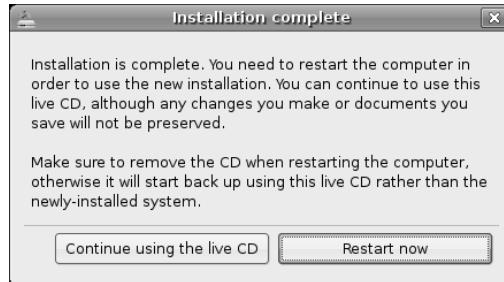 Installation complete
Installation is complete. You need to restart the computer in
order to use the new installation. You can continue to use this
live CD, although any changes you make or documents you
save will not be preserved.
Make sure to remove the CD when restarting the computer,
otherwise it will start back up using this live CD rather than the
newly-installed system.
Continue using the live CD
Restart now